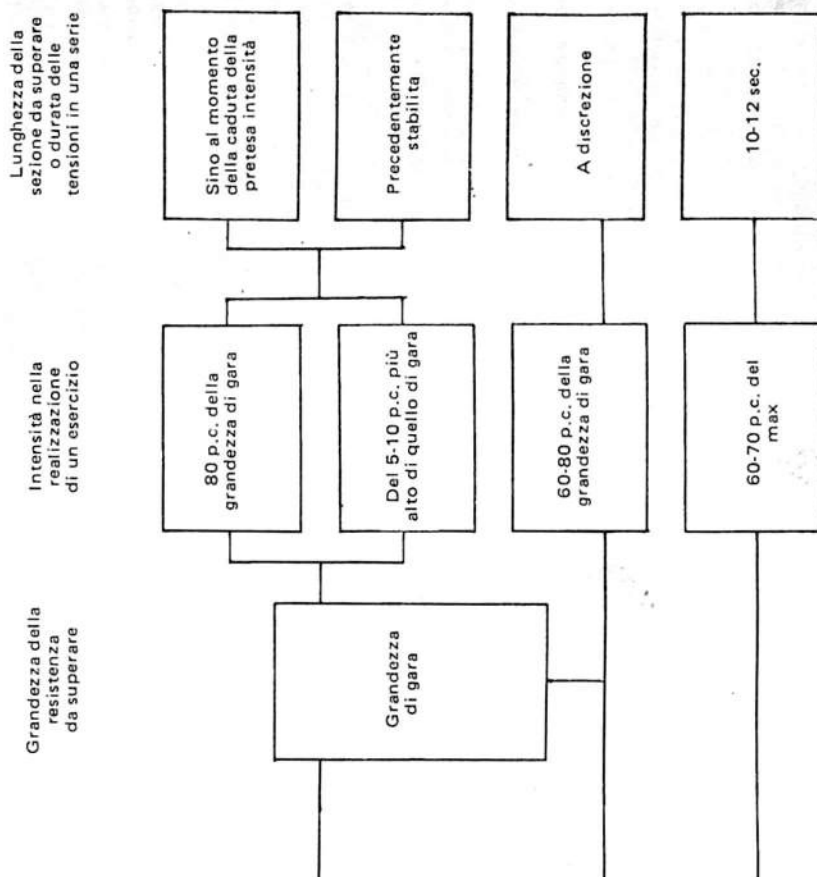 Grandezza della
resistenza
da superare
Intensità nella
realizzazione
di un esercizio
Lunghezza della
sezione da superare
o durata delle
tensioni in una serie
Grandezza
di gara
80 p.c. della
grandezza di gara
Del 5-10 p.c. più
alto di quello di gara
60-80 p.c. della
grandezza di gara
60-70 p.c. del
max
Sino al momento
della caduta della
pretesa intensità
Precedentemente
stabilita
A discrezione
10-12 sec.